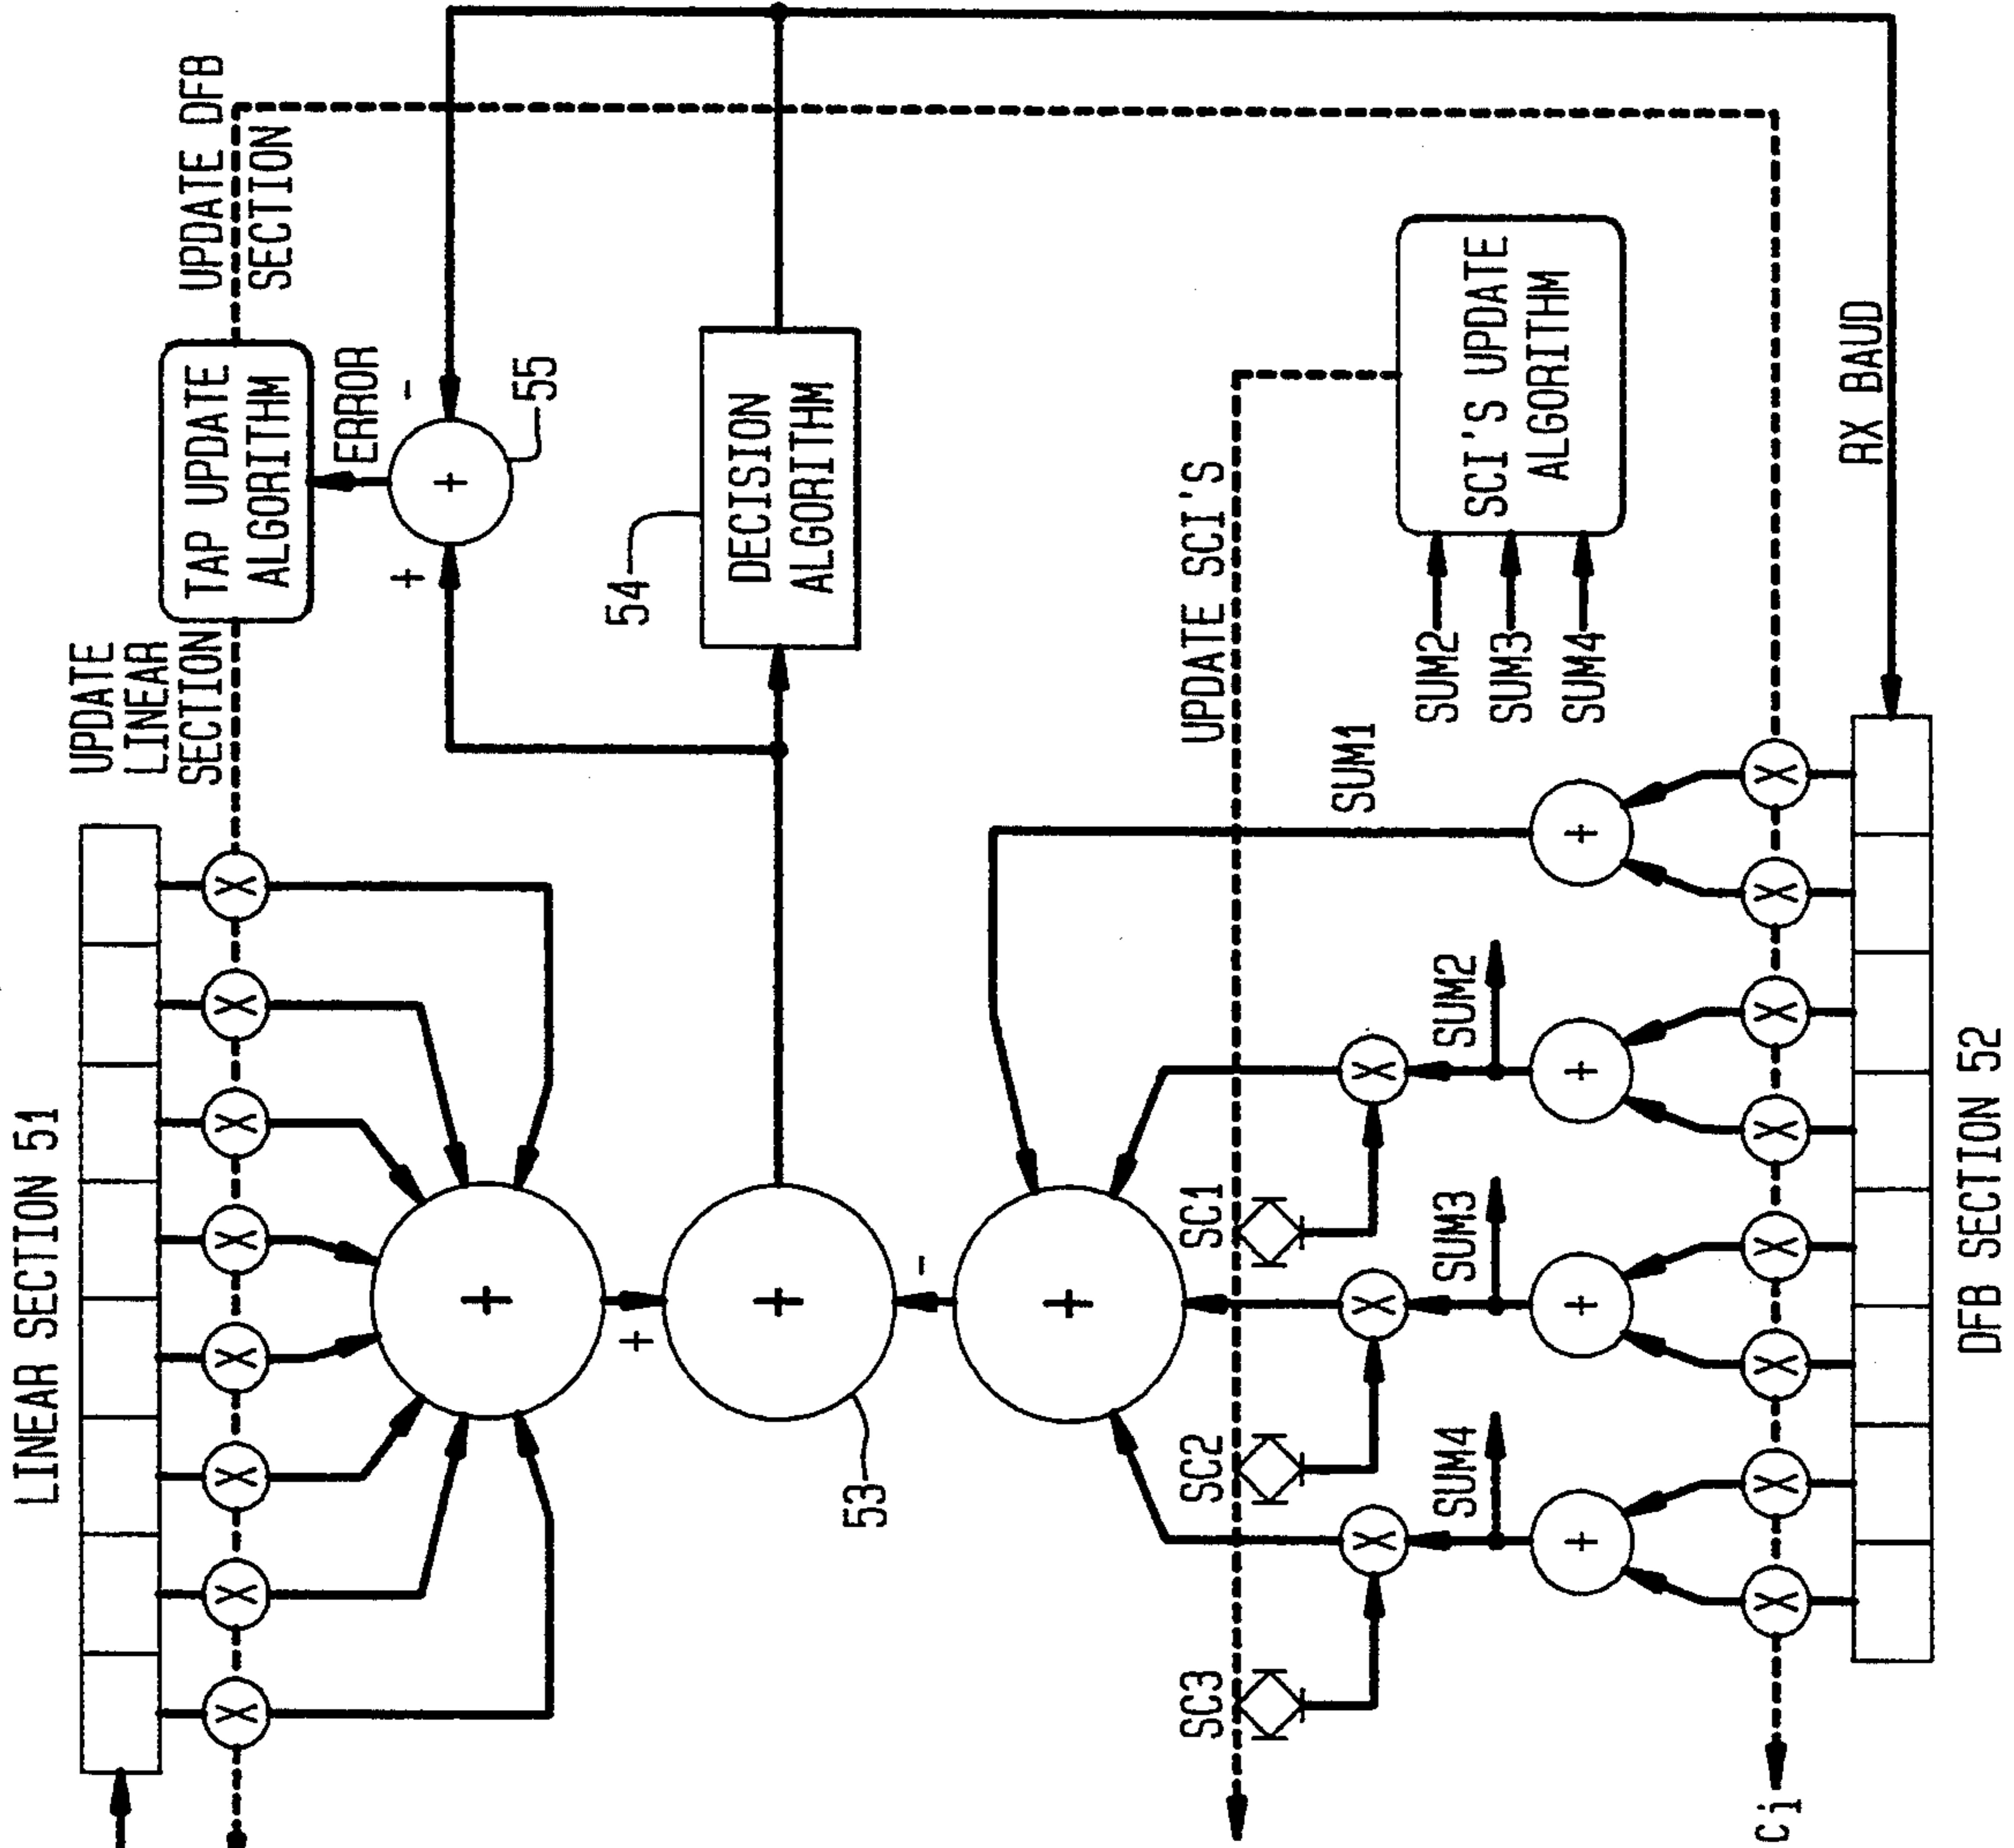 LINEAR SECTION 51
UPDATE
LINEAR
SECTION
TAP UPDATE
ALGORITHM
UPDATE DFB
SECTION
ERROR
+
-
+
55
54
DECISION
ALGORITHM
X
X
X
X
X
X
X
X
+
+
+
53
-
+
UPDATE SCI'S
SCI'S UPDATE
ALGORITHM
SUM2
SUM3
SUM4
SC3
SC2
SC1
SUM1
X
X
X
SUM4
SUM3
SUM2
+
+
+
+
X
X
X
X
X
X
X
X
Ci
RX BAUD
DFB SECTION 52